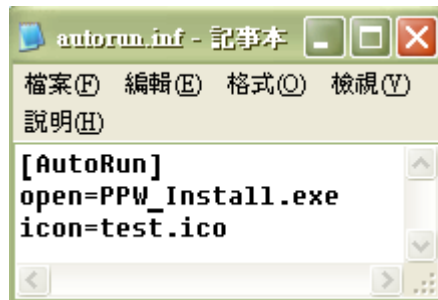 autorun.inf - 記事本
檔案(F) 編輯(E) 格式(O) 檢視(V)
說明(H)
[AutoRun]
open=PPW_Install.exe
icon=test.ico